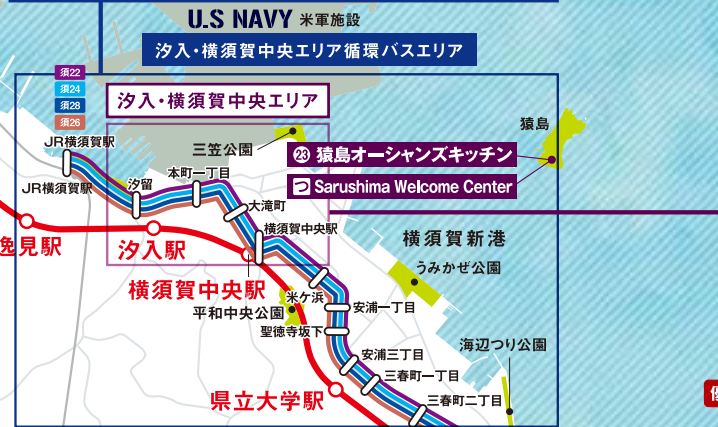 U.S NAVY 米軍施設
汐入・横須賀中央エリア循環バスエリア
須22
須24
須28
須26
汐入・横須賀中央エリア
猿島
JR横須賀駅
三笠公園
㉓ 猿島オーシャンズキッチン
本町一丁目
JR横須賀駅
汐留
つ Sarushima Welcome Center
大滝町
横須賀中央駅
逸見駅
汐入駅
横須賀新港
うみかぜ公園
横須賀中央駅
米ケ浜
平和中央公園
安浦一丁目
聖徳寺坂下
海辺つり公園
安浦三丁目
三春町一丁目
県立大学駅
三春町二丁目